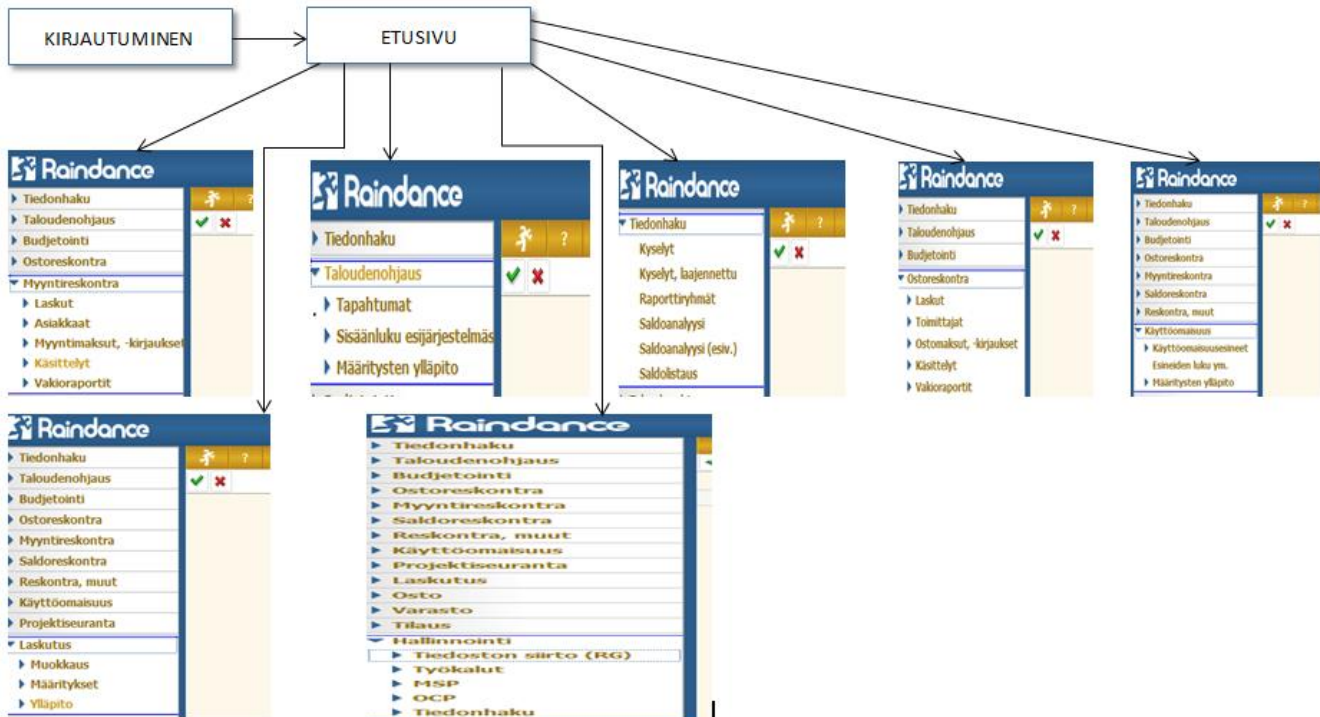 KIRJAUTUMINEN
ETUSIVU
Raindance
Tiedonhaku
Taloudenohjaus
Budjetointi
Ostoreskontra
Myyntireskontra
Laskut
Asiakkaat
Myyntimaksut, -kirjaukset
Käsittelyt
Vakioraportit
?
Raindance
Tiedonhaku
Taloudenohjaus
Tapahtumat
Sisäänluku esijärjestelmäs
Määritysten ylläpito
?
Raindance
Tiedonhaku
Kyselyt
Kyselyt, laajennettu
Raporttiryhmät
Saldoanalyysi
Saldoanalyysi (esiv.)
Saldolistaus
?
Raindance
Tiedonhaku
Taloudenohjaus
Budjetointi
Ostoreskontra
Laskut
Toimittajat
Ostomaksut, -kirjaukset
Käsittelyt
Vakioraportit
?
Raindance
Tiedonhaku
Taloudenohjaus
Budjetointi
Ostoreskontra
Myyntireskontra
Saldoreskontra
Reskontra, muut
Käyttöomaisuus
Käyttöomaisuusesineet
Esineiden luku ym.
Määritysten ylläpito
?
Raindance
Tiedonhaku
Taloudenohjaus
Budjetointi
Ostoreskontra
Myyntireskontra
Saldoreskontra
Reskontra, muut
Käyttöomaisuus
Projektiseuranta
Laskutus
Muokkaus
Määritykset
Ylläpito
?
Raindance
Tiedonhaku
Taloudenohjaus
Budjetointi
Ostoreskontra
Myyntireskontra
Saldoreskontra
Reskontra, muut
Käyttöomaisuus
Projektiseuranta
Laskutus
Osto
Varasto
Tilaus
Hallinnointi
Tiedoston siirto (RG)
Työkalut
MSP
OCP
Tiedonhaku